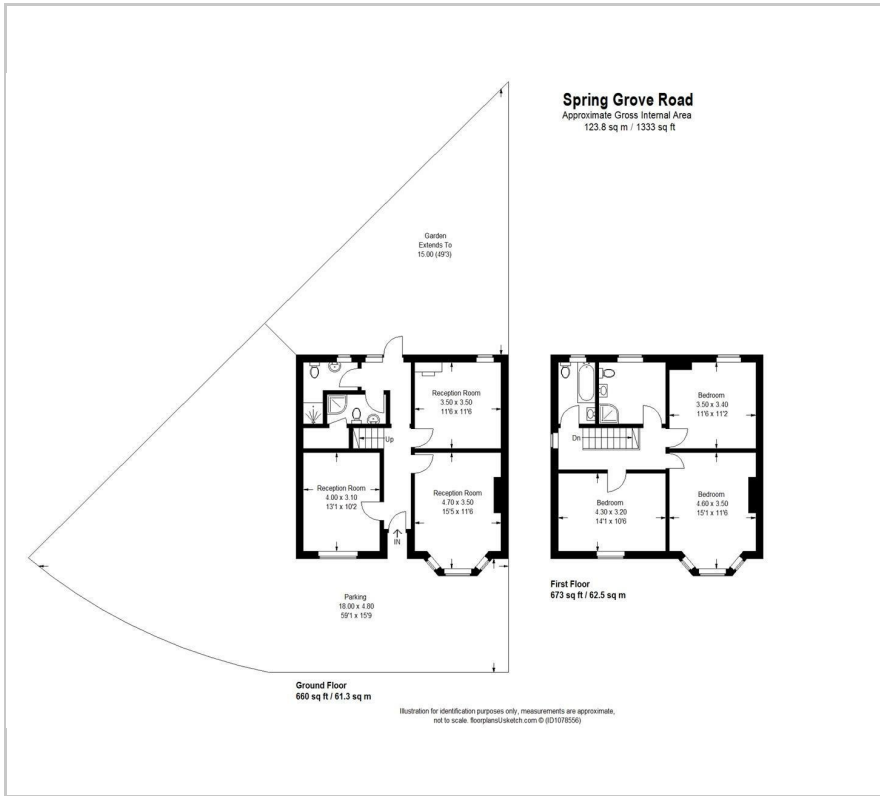 Spring Grove Road
Approximate Gross Internal Area
123.8 sq m / 1333 sq ft
Garden
Extends To
15.00 (49'3)
Reception Room
3.50 x 3.50
11'6 x 11'6
Up
Reception Room
4.00 x 3.10
13'1 x 10'2
Reception Room
4.70 x 3.50
15'5 x 11'6
IN
Parking
18.00 x 4.80
59'1 x 15'9
Ground Floor
660 sq ft / 61.3 sq m
Bedroom
3.50 x 3.40
11'6 x 11'2
Dn
Bedroom
4.30 x 3.20
14'1 x 10'6
Bedroom
4.60 x 3.50
15'1 x 11'6
First Floor
673 sq ft / 62.5 sq m
Illustration for identification purposes only, measurements are approximate,
not to scale. floorplansUsketch.com © (ID1078556)